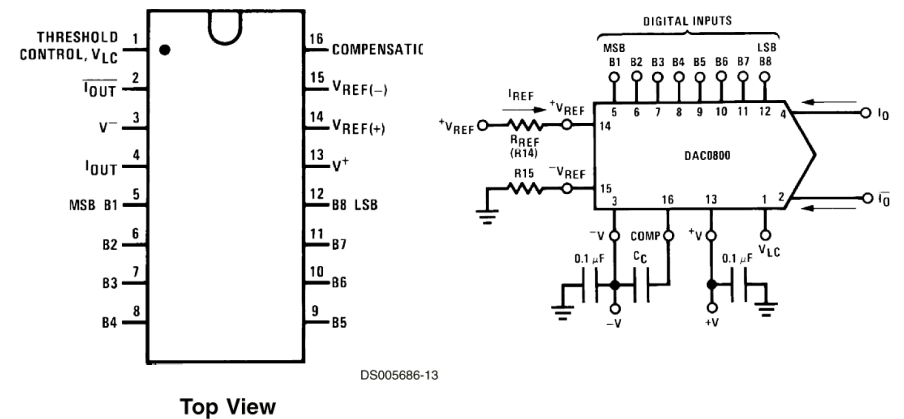 THRESHOLD
CONTROL, VLC
1
16 COMPENSATIC
IOUT
2
15
VREF(−)
V−
3
14
VREF(+)
IOUT
4
13
V+
MSB B1
5
12
B8 LSB
B2
6
11
B7
B3
7
10
B6
B4
8
9
B5
DS005686-13
Top View
DIGITAL INPUTS
MSB
LSB
B1 B2 B3 B4 B5 B6 B7 B8
5 6 7 8 9 10 11 12
4
IO
IREF
+VREF
+VREF
14
RREF
(R14)
DAC0800
R15
−VREF
15
3 16 13 1 2
IO
−V COMP +V VLC
0.1 μF CC 0.1 μF
−V +V